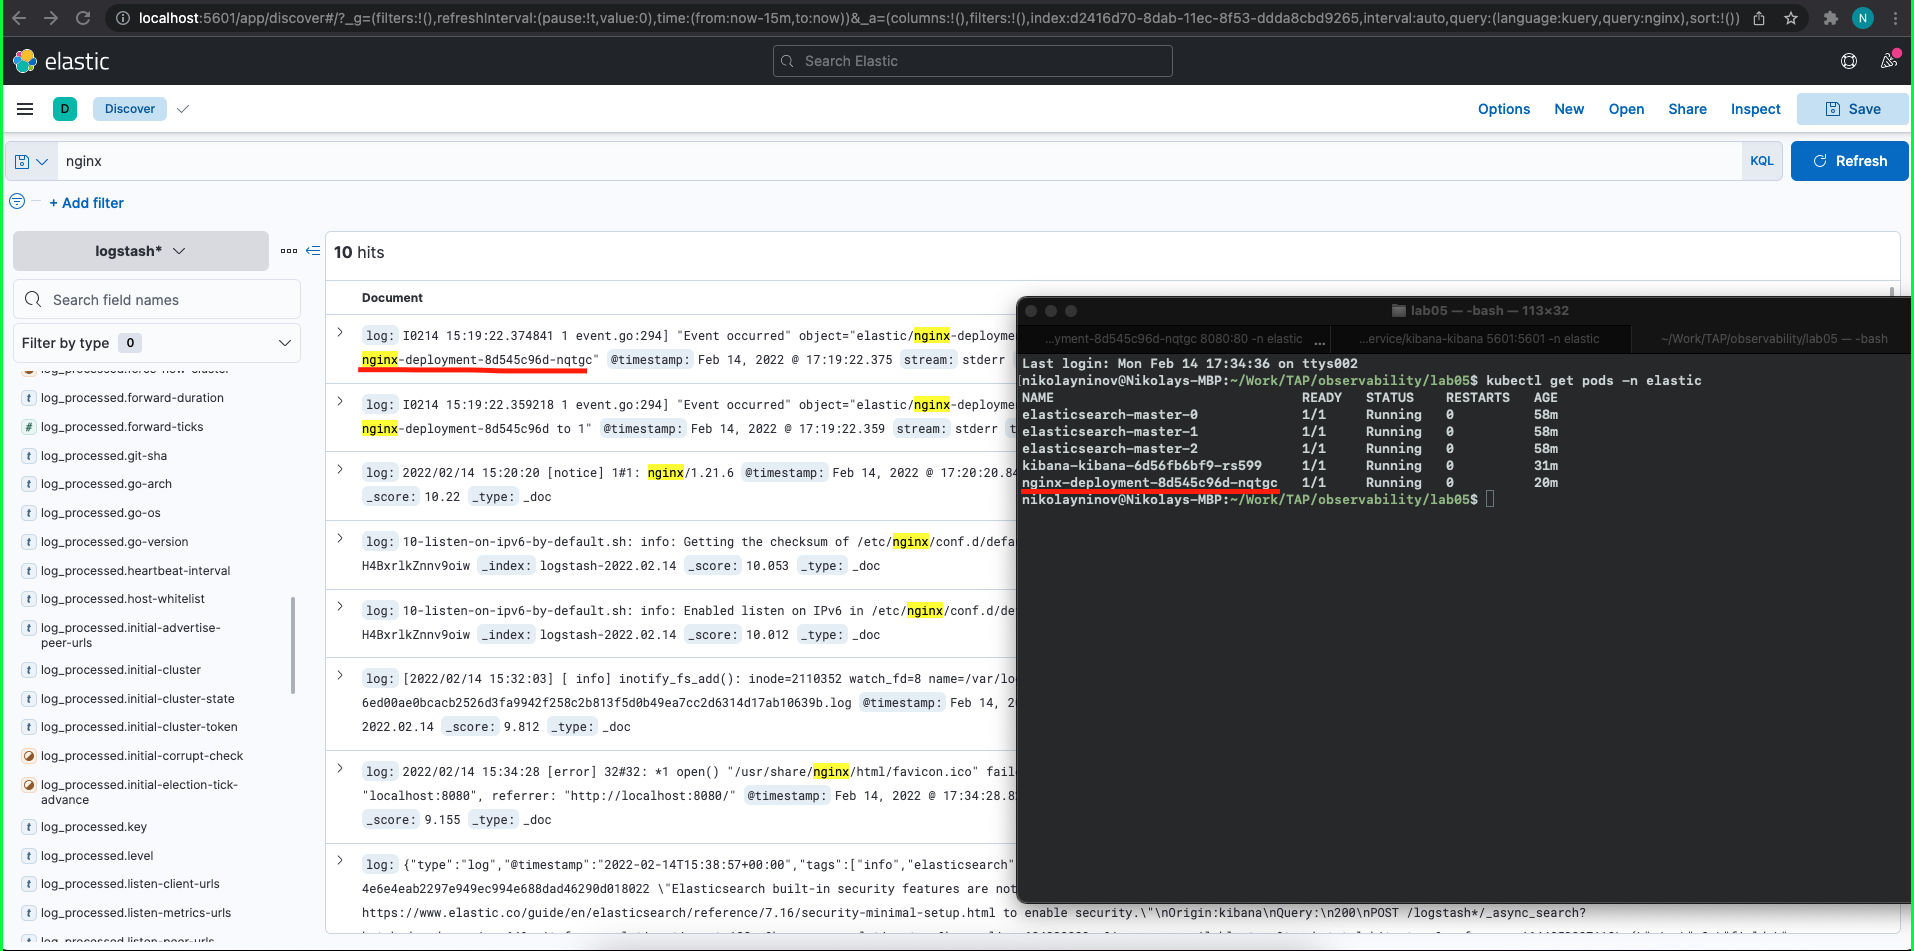 localhost:5601/app/discover#/?_g=(filters:!(),refreshInterval:(pause:!t,value:0),time:(from:now-15m,to:now))&_a=(columns:!(),filters:!(),index:d2416d70-8dab-11ec-8f53-ddda8cbd9265,interval:auto,query:(language:kuery,query:nginx),sort:!())
N
elastic
Search Elastic
D
Discover
Options
New
Open
Share
Inspect
Save
nginx
KQL
Refresh
+ Add filter
logstash*
Search field names
Filter by type 0
t log_processed.forward-duration
# log_processed.forward-ticks
t log_processed.git-sha
t log_processed.go-arch
t log_processed.go-os
t log_processed.go-version
t log_processed.heartbeat-interval
t log_processed.host-whitelist
t log_processed.initial-advertise-
peer-urls
t log_processed.initial-cluster
t log_processed.initial-cluster-state
t log_processed.initial-cluster-token
log_processed.initial-corrupt-check
log_processed.initial-election-tick-
advance
t log_processed.key
t log_processed.level
t log_processed.listen-client-urls
t log_processed.listen-metrics-urls
10 hits
Document
log: I0214 15:19:22.374841 1 event.go:294] "Event occurred" object="elastic/nginx-deployme
nginx-deployment-8d545c96d-nqtgc" @timestamp: Feb 14, 2022 @ 17:19:22.375 stream: stderr
log: I0214 15:19:22.359218 1 event.go:294] "Event occurred" object="elastic/nginx-deployme
nginx-deployment-8d545c96d to 1" @timestamp: Feb 14, 2022 @ 17:19:22.359 stream: stderr t
log: 2022/02/14 15:20:20 [notice] 1#1: nginx/1.21.6 @timestamp: Feb 14, 2022 @ 17:20:20.84
_score: 10.22 _type: _doc
log: 10-listen-on-ipv6-by-default.sh: info: Getting the checksum of /etc/nginx/conf.d/defa
H4BxrlkZnnv9oiw _index: logstash-2022.02.14 _score: 10.053 _type: _doc
log: 10-listen-on-ipv6-by-default.sh: info: Enabled listen on IPv6 in /etc/nginx/conf.d/de
H4BxrlkZnnv9oiw _index: logstash-2022.02.14 _score: 10.012 _type: _doc
log: [2022/02/14 15:32:03] [ info] inotify_fs_add(): inode=2110352 watch_fd=8 name=/var/lo
6ed00ae0bcacb2526d3fa9942f258c2b813f5d0b49ea7cc2d6314d17ab10639b.log @timestamp: Feb 14, 2
2022.02.14 _score: 9.812 _type: _doc
log: 2022/02/14 15:34:28 [error] 32#32: *1 open() "/usr/share/nginx/html/favicon.ico" fail
"localhost:8080", referrer: "http://localhost:8080/" @timestamp: Feb 14, 2022 @ 17:34:28.82
_score: 9.155 _type: _doc
log: {"type":"log","@timestamp":"2022-02-14T15:38:57+00:00","tags":["info","elasticsearch"
4e6e4eab2297e949ec994e688dad46290d018022 \"Elasticsearch built-in security features are not
https://www.elastic.co/guide/en/elasticsearch/reference/7.16/security-minimal-setup.html to enable security.\"\nOrigin:kibana\nQuery:\n200\nPOST /logstash*/_async_search?
lab05 — -bash — 113×32
...yment-8d545c96d-nqtgc 8080:80 -n elastic ...
...ervice/kibana-kibana 5601:5601 -n elastic
~/Work/TAP/observability/lab05 — -bash
Last login: Mon Feb 14 17:34:36 on ttys002
[nikolayninov@Nikolays-MBP:~/Work/TAP/observability/lab05$ kubectl get pods -n elastic
NAME READY STATUS RESTARTS AGE
elasticsearch-master-0 1/1 Running 0 58m
elasticsearch-master-1 1/1 Running 0 58m
elasticsearch-master-2 1/1 Running 0 58m
kibana-kibana-6d56fb6bf9-rs599 1/1 Running 0 31m
nginx-deployment-8d545c96d-nqtgc 1/1 Running 0 20m
nikolayninov@Nikolays-MBP:~/Work/TAP/observability/lab05$